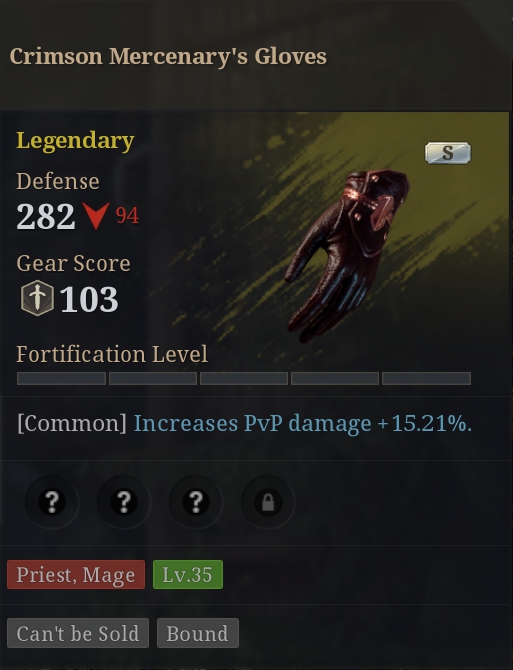 Crimson Mercenary's Gloves
Legendary
S
Defense
282 94
Gear Score
103
Fortification Level
[Common] Increases PvP damage +15.21%.
? ? ?
Priest, Mage Lv.35
Can't be Sold Bound